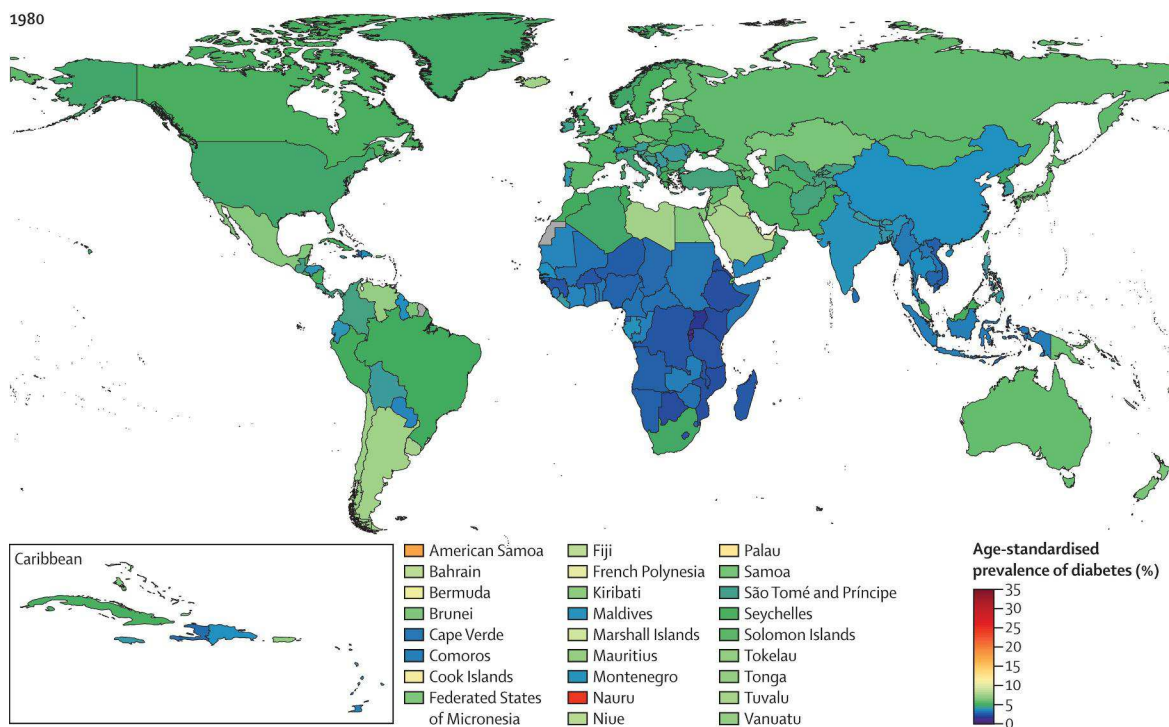 1980
Caribbean
American Samoa
Bahrain
Bermuda
Brunei
Cape Verde
Comoros
Cook Islands
Federated States
of Micronesia
Fiji
French Polynesia
Kiribati
Maldives
Marshall Islands
Mauritius
Montenegro
Nauru
Niue
Palau
Samoa
São Tomé and Príncipe
Seychelles
Solomon Islands
Tokelau
Tonga
Tuvalu
Vanuatu
Age-standardised
prevalence of diabetes (%)
35
30
25
20
15
10
5
0